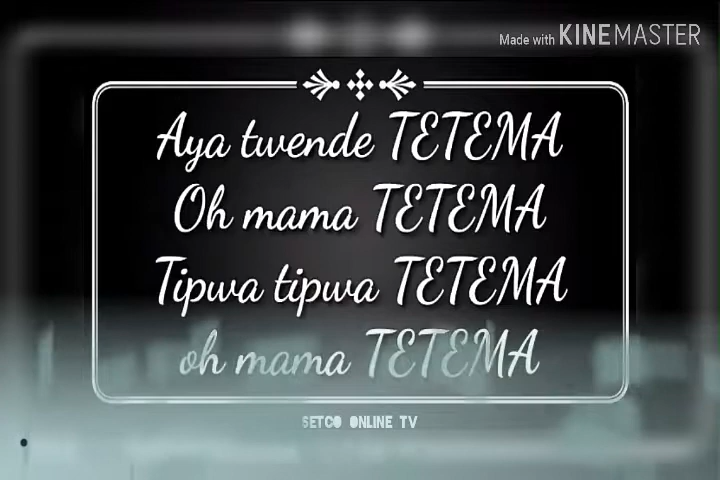 Made with KINEMASTER
Aya twende TETEMA
Oh mama TETEMA
Tipwa tipwa TETEMA
oh mama TETEMA
SETCO ONLINE TV